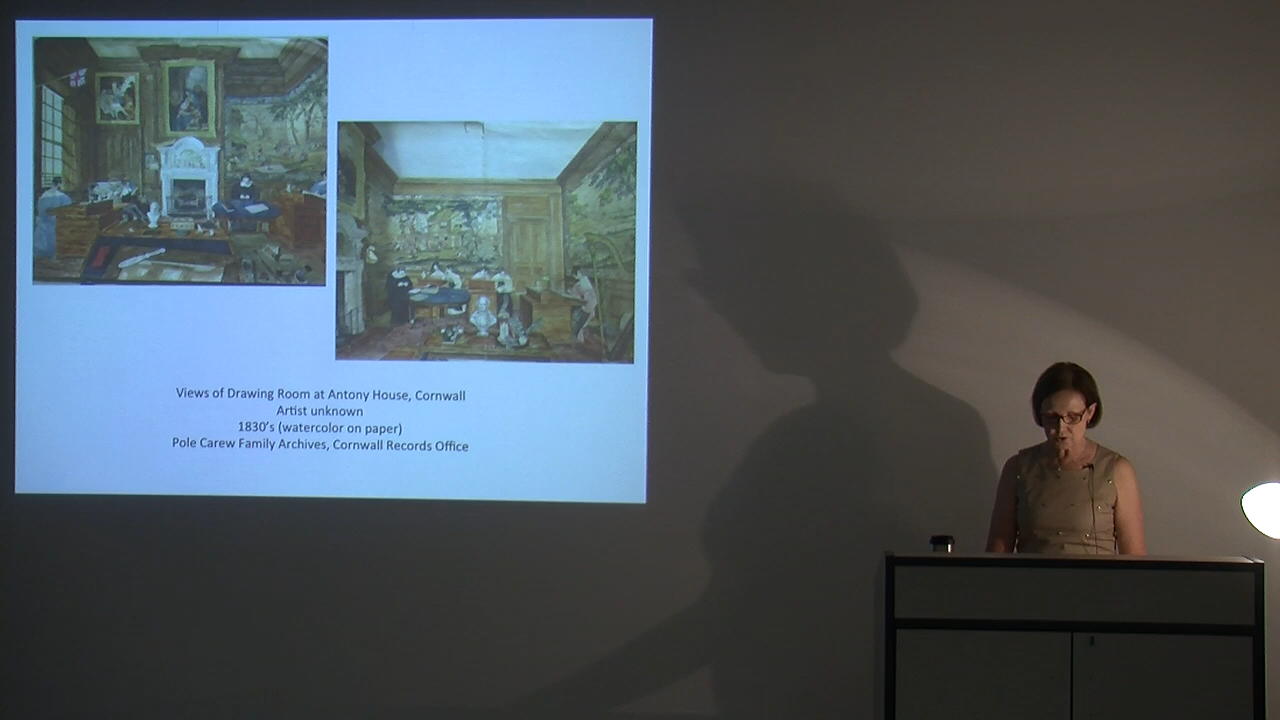 Views of Drawing Room at Antony House, Cornwall
Artist unknown
1830's (watercolor on paper)
Pole Carew Family Archives, Cornwall Records Office